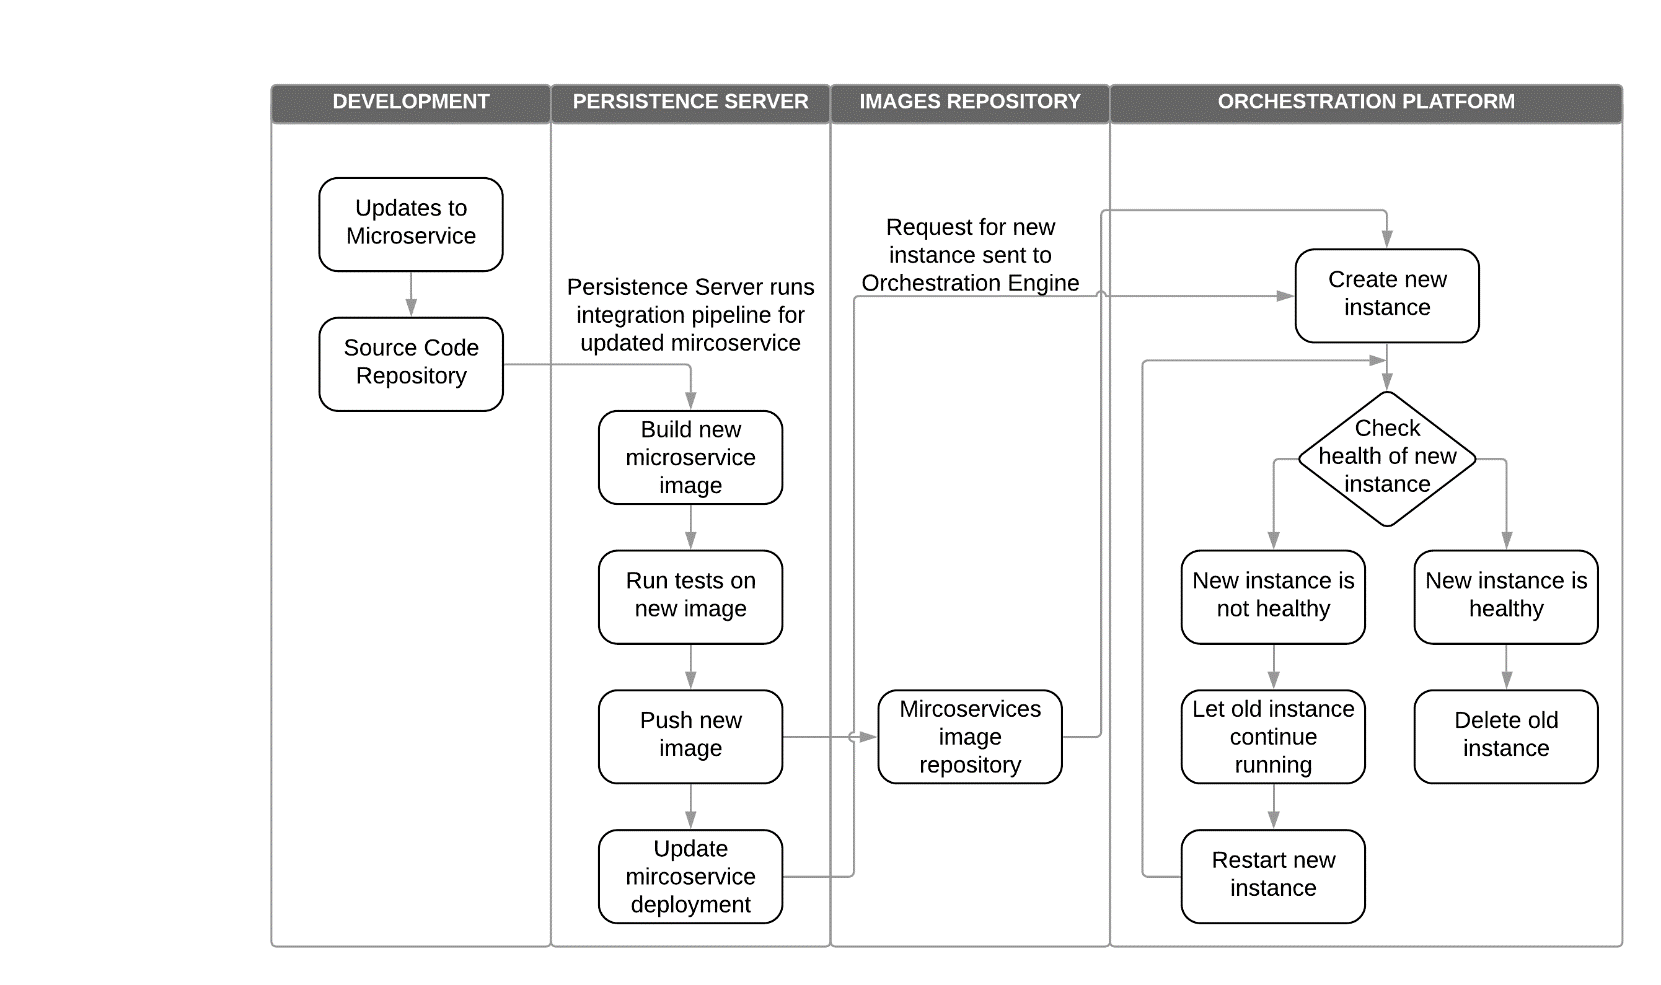 DEVELOPMENT
PERSISTENCE SERVER
IMAGES REPOSITORY
ORCHESTRATION PLATFORM
Updates to
Microservice
Source Code
Repository
Persistence Server runs
integration pipeline for
updated mircoservice
Build new
microservice
image
Run tests on
new image
Push new
image
Update
mircoservice
deployment
Request for new
instance sent to
Orchestration Engine
Mircoservices
image
repository
Create new
instance
Check
health of new
instance
New instance is
not healthy
Let old instance
continue
running
Restart new
instance
New instance is
healthy
Delete old
instance